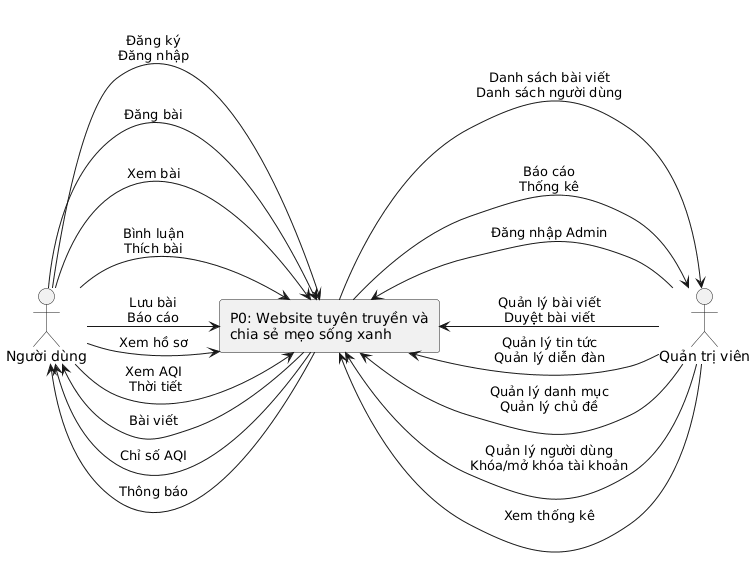 Đăng ký
Đăng nhập
Đăng bài
Xem bài
Bình luận
Thích bài
Lưu bài
Báo cáo
Xem hồ sơ
Xem AQI
Thời tiết
Bài viết
Chỉ số AQI
Thông báo
Người dùng
P0: Website tuyên truyền và
chia sẻ mẹo sống xanh
Danh sách bài viết
Danh sách người dùng
Báo cáo
Thống kê
Đăng nhập Admin
Quản lý bài viết
Duyệt bài viết
Quản lý tin tức
Quản lý diễn đàn
Quản lý danh mục
Quản lý chủ đề
Quản lý người dùng
Khóa/mở khóa tài khoản
Xem thống kê
Quản trị viên